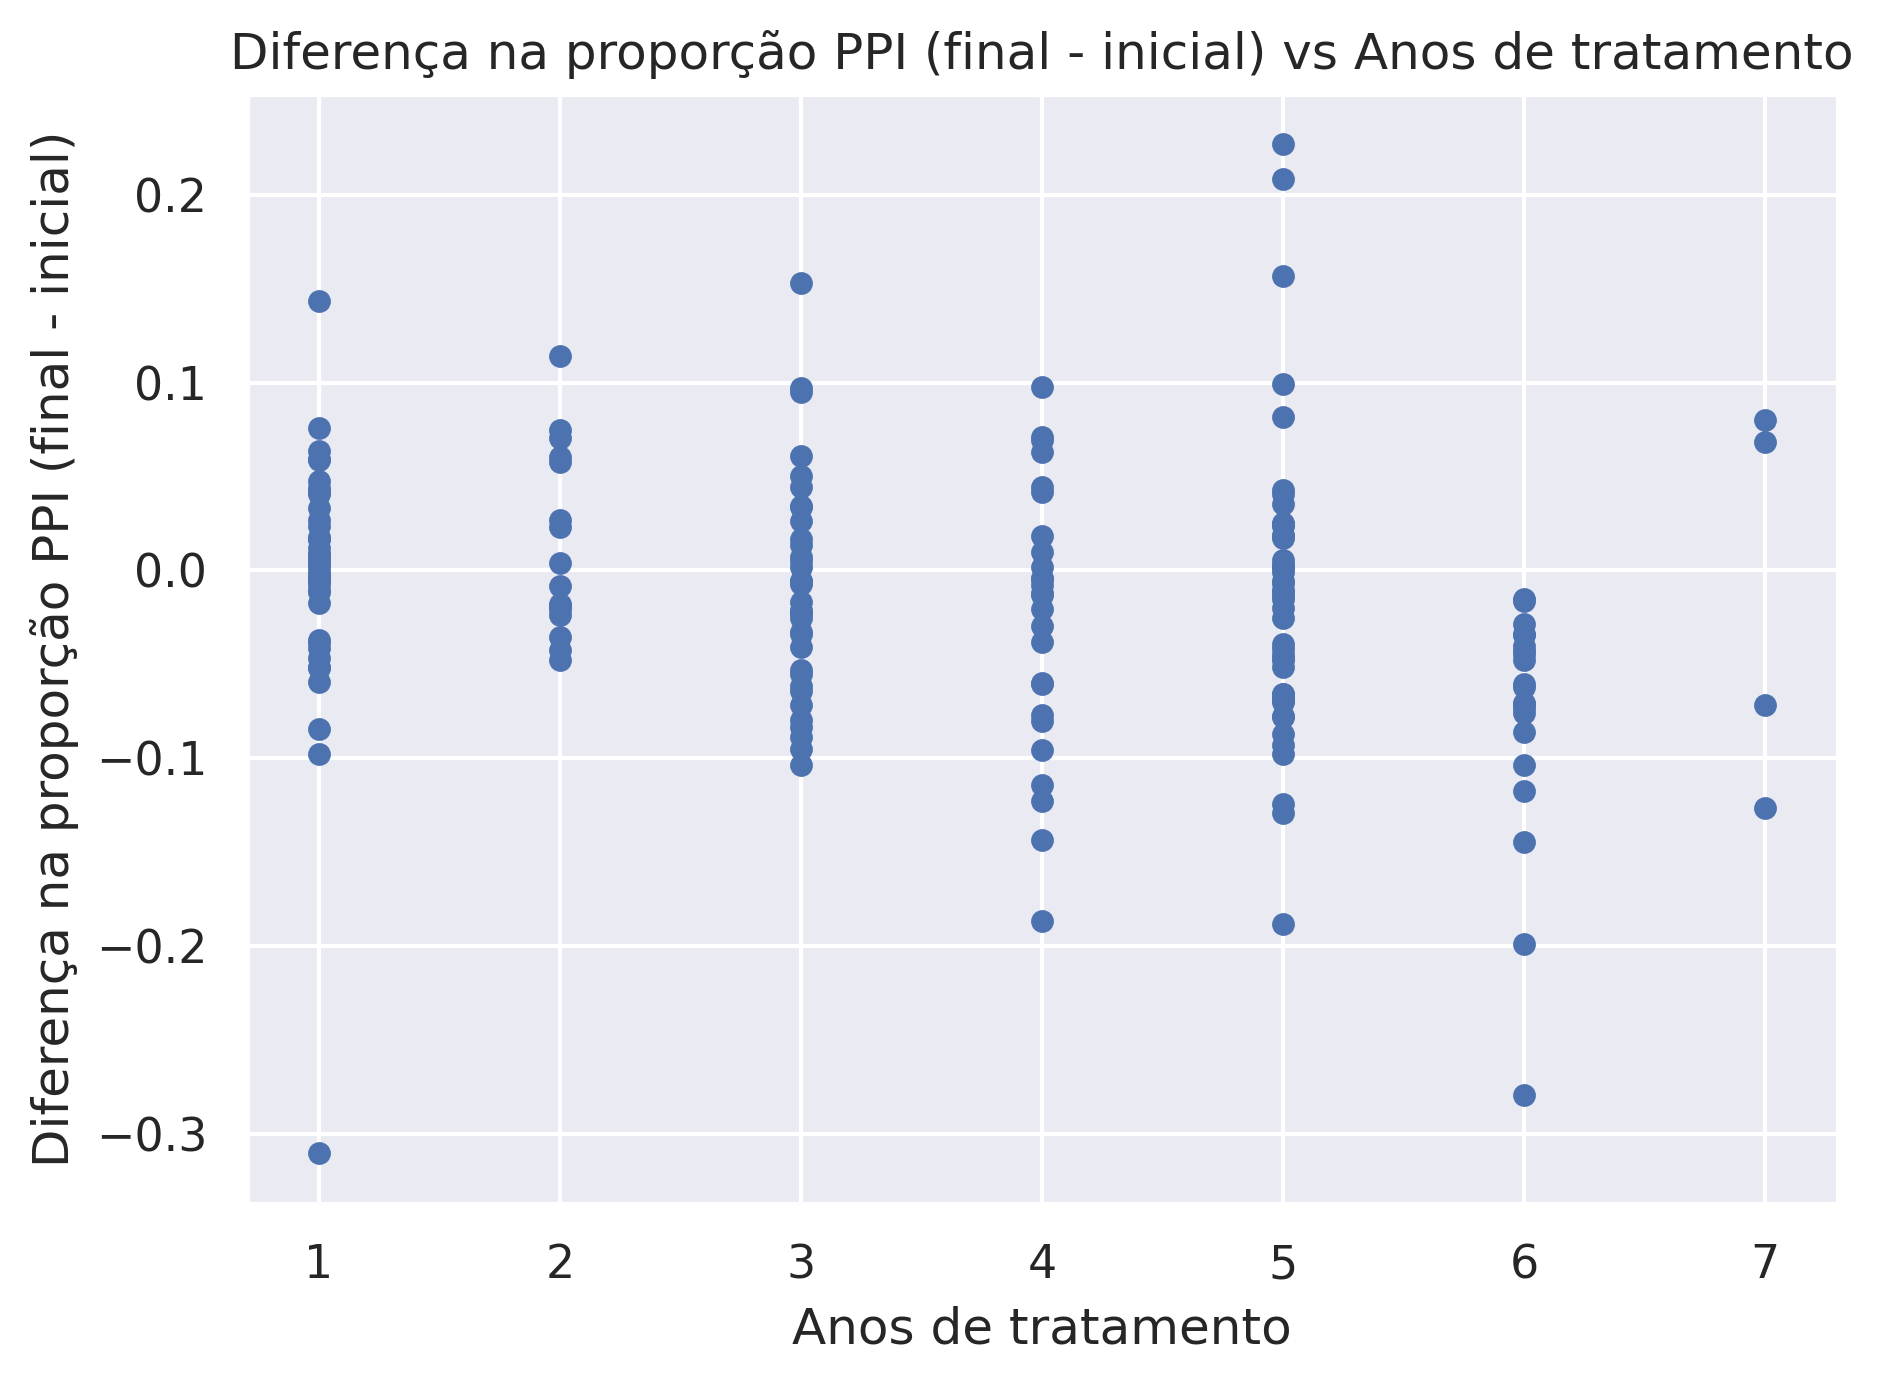 Diferença na proporção PPI (final - inicial) vs Anos de tratamento
Diferença na proporção PPI (final - inicial)
0.2
0.1
0.0
−0.1
−0.2
−0.3
1 2 3 4 5 6 7
Anos de tratamento